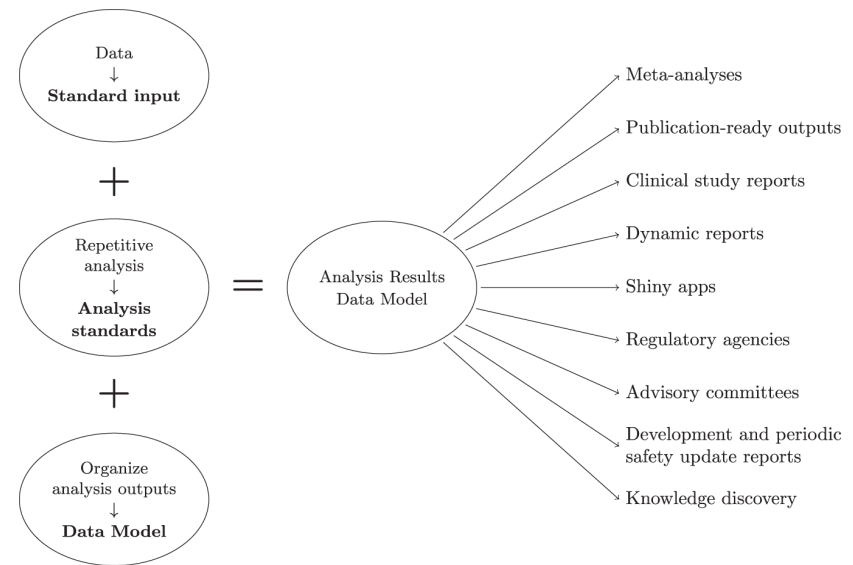 Data
↓
Standard input
+
Repetitive
analysis
↓
Analysis
standards
+
Organize
analysis outputs
↓
Data Model
=
Analysis Results
Data Model
Meta-analyses
Publication-ready outputs
Clinical study reports
Dynamic reports
Shiny apps
Regulatory agencies
Advisory committees
Development and periodic
safety update reports
Knowledge discovery